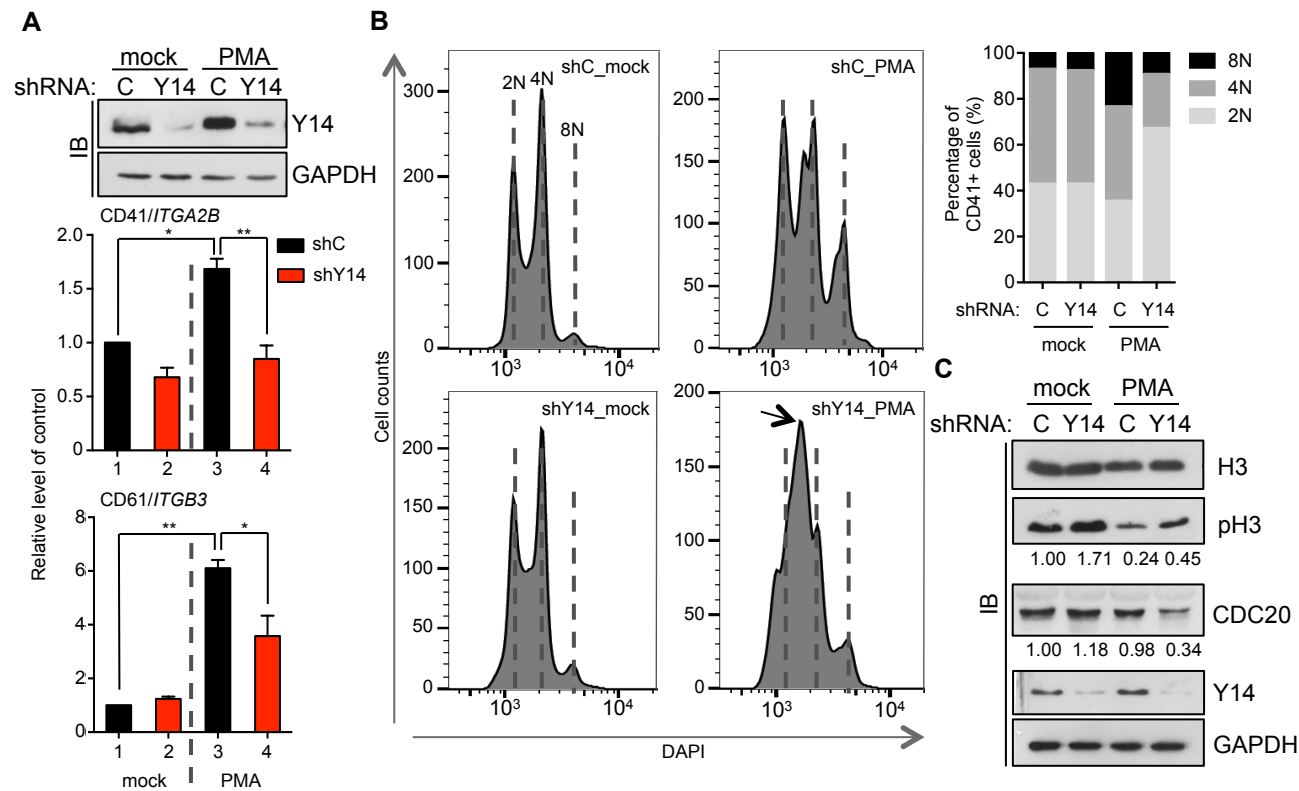 A
mock PMA
shRNA: C Y14 C Y14
IB
Y14
GAPDH
CD41/ITGA2B
shC
shY14
2.0
1.5
1.0
0.5
0
1 2 3 4
* **
CD61/ITGB3
8
6
4
2
0
** *
1 2 3 4
mock PMA
Relative level of control
B
Cell counts
shC_mock
2N 4N
8N
300
200
100
0
10³ 10⁴
shC_PMA
200
150
100
50
0
10³ 10⁴
shY14_mock
200
150
100
50
0
10³ 10⁴
shY14_PMA
200
150
100
50
0
10³ 10⁴
DAPI
Percentage of
CD41+ cells (%)
100
80
60
40
20
0
8N
4N
2N
shRNA: C Y14 C Y14
mock PMA
C
mock PMA
shRNA: C Y14 C Y14
IB
H3
pH3
1.00 1.71 0.24 0.45
CDC20
1.00 1.18 0.98 0.34
Y14
GAPDH